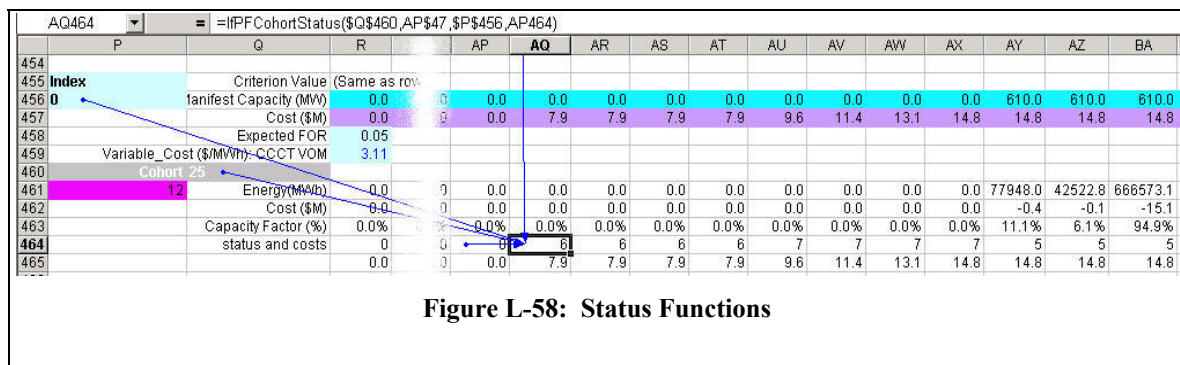 AQ464 = =IfPFCohortStatus($Q$460,AP$47,$P$456,AP464)
P Q R AP AQ AR AS AT AU AV AW AX AY AZ BA
454
455 Index Criterion Value (Same as row
456 0 Manifest Capacity (MW) 0.0 0 0.0 0.0 0.0 0.0 0.0 0.0 0.0 0.0 0.0 610.0 610.0 610.0
457 Cost ($M) 0.0 0 0.0 7.9 7.9 7.9 7.9 9.6 11.4 13.1 14.8 14.8 14.8 14.8
458 Expected FOR 0.05
459 Variable_Cost ($/MWh): CCCT VOM 3.11
460 Cohort 25
461 12 Energy(MWh) 0.0 0 0.0 0.0 0.0 0.0 0.0 0.0 0.0 0.0 0.0 77948.0 42522.8 666573.1
462 Cost ($M) 0.0 0 0.0 0.0 0.0 0.0 0.0 0.0 0.0 0.0 0.0 -0.4 -0.1 -15.1
463 Capacity Factor (%) 0.0% 0.0% 0.0% 0.0% 0.0% 0.0% 0.0% 0.0% 0.0% 0.0% 11.1% 6.1% 94.9%
464 status and costs 0 0 0 6 6 6 6 7 7 7 7 5 5 5
465 0.0 0 0.0 7.9 7.9 7.9 7.9 9.6 11.4 13.1 14.8 14.8 14.8 14.8
Figure L-58: Status Functions